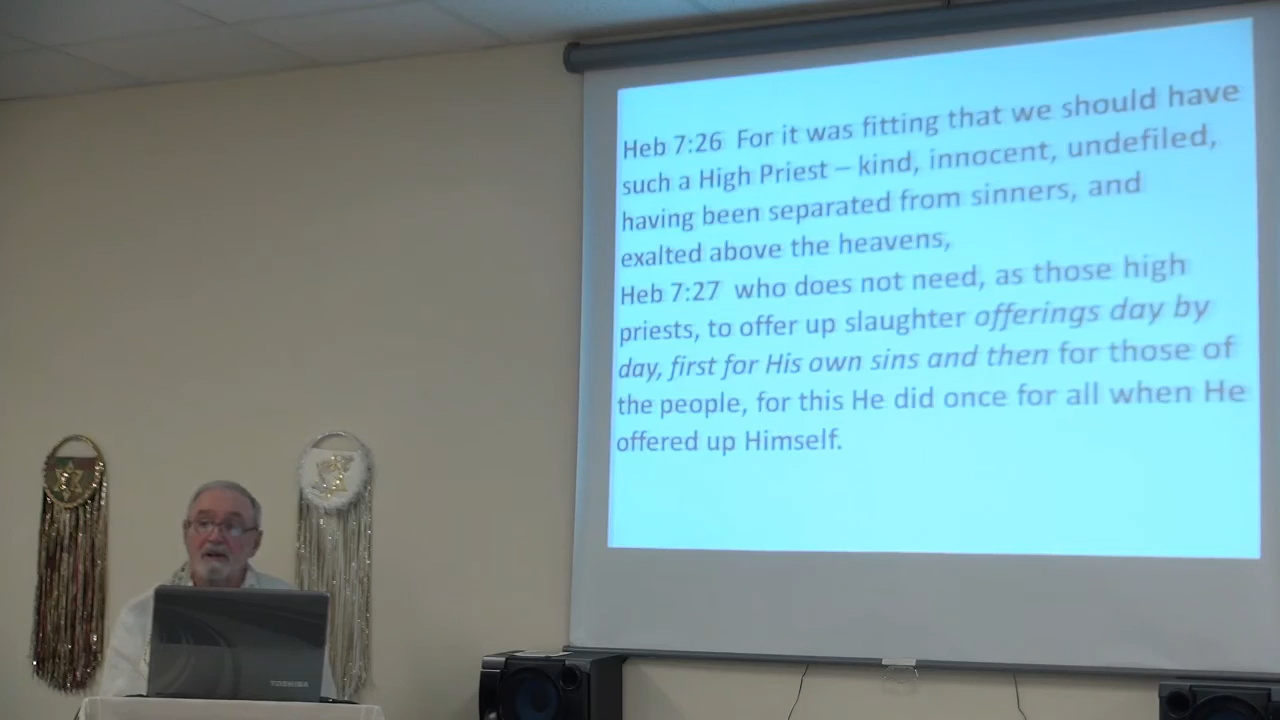 Heb 7:26 For it was fitting that we should have
such a High Priest – kind, innocent, undefiled,
having been separated from sinners, and
exalted above the heavens,
Heb 7:27 who does not need, as those high
priests, to offer up slaughter offerings day by
day, first for His own sins and then for those of
the people, for this He did once for all when He
offered up Himself.
TOSHIBA